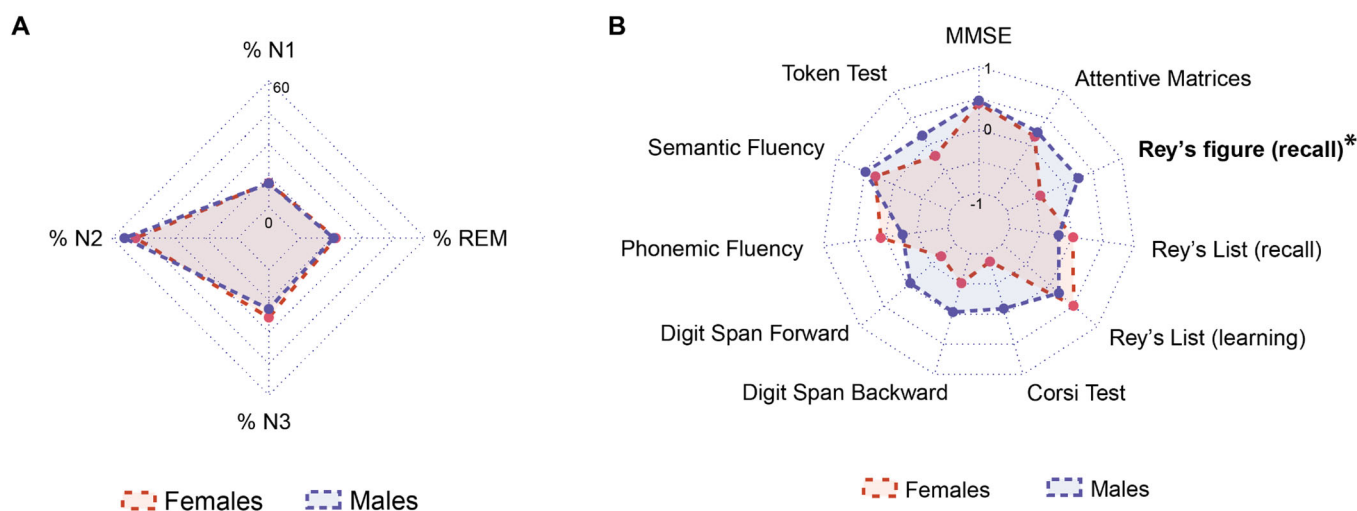 A
% N1
60
0
% N2
% REM
% N3
Females
Males
B
MMSE
1
Token Test
Attentive Matrices
0
Semantic Fluency
Rey's figure (recall)*
-1
Phonemic Fluency
Rey's List (recall)
Digit Span Forward
Rey's List (learning)
Digit Span Backward
Corsi Test
Females
Males